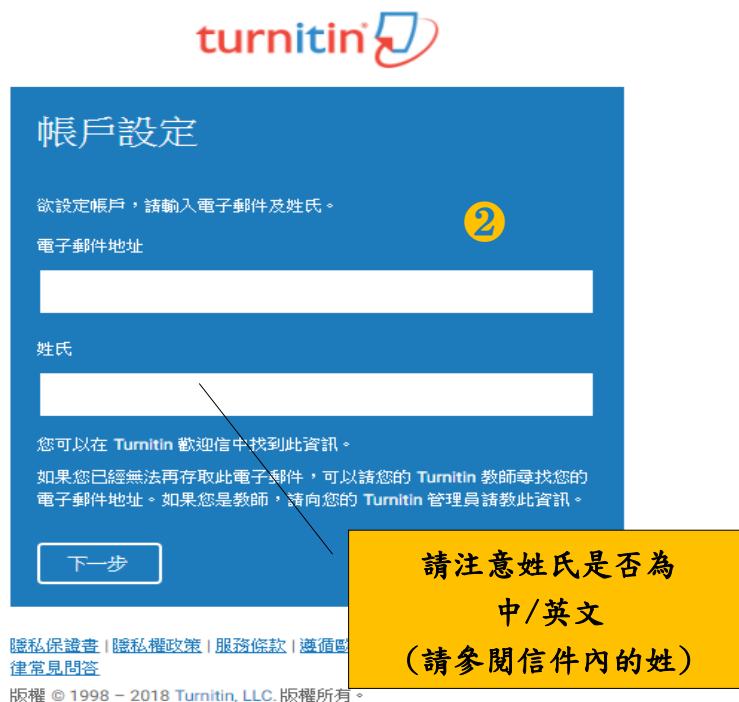 turnitin
帳戶設定
欲設定帳戶，請輸入電子郵件及姓氏。
2
電子郵件地址
姓氏
您可以在 Turnitin 歡迎信中找到此資訊。
如果您已經無法再存取此電子郵件，可以請您的 Turnitin 教師尋找您的
電子郵件地址。如果您是教師，請向您的 Turnitin 管理員請教此資訊。
下一步
請注意姓氏是否為
中/英文
(請參閱信件內的姓)
隱私保證書 | 隱私權政策 | 服務條款 | 遵循歐
律常見問答
版權 © 1998 – 2018 Turnitin, LLC. 版權所有。